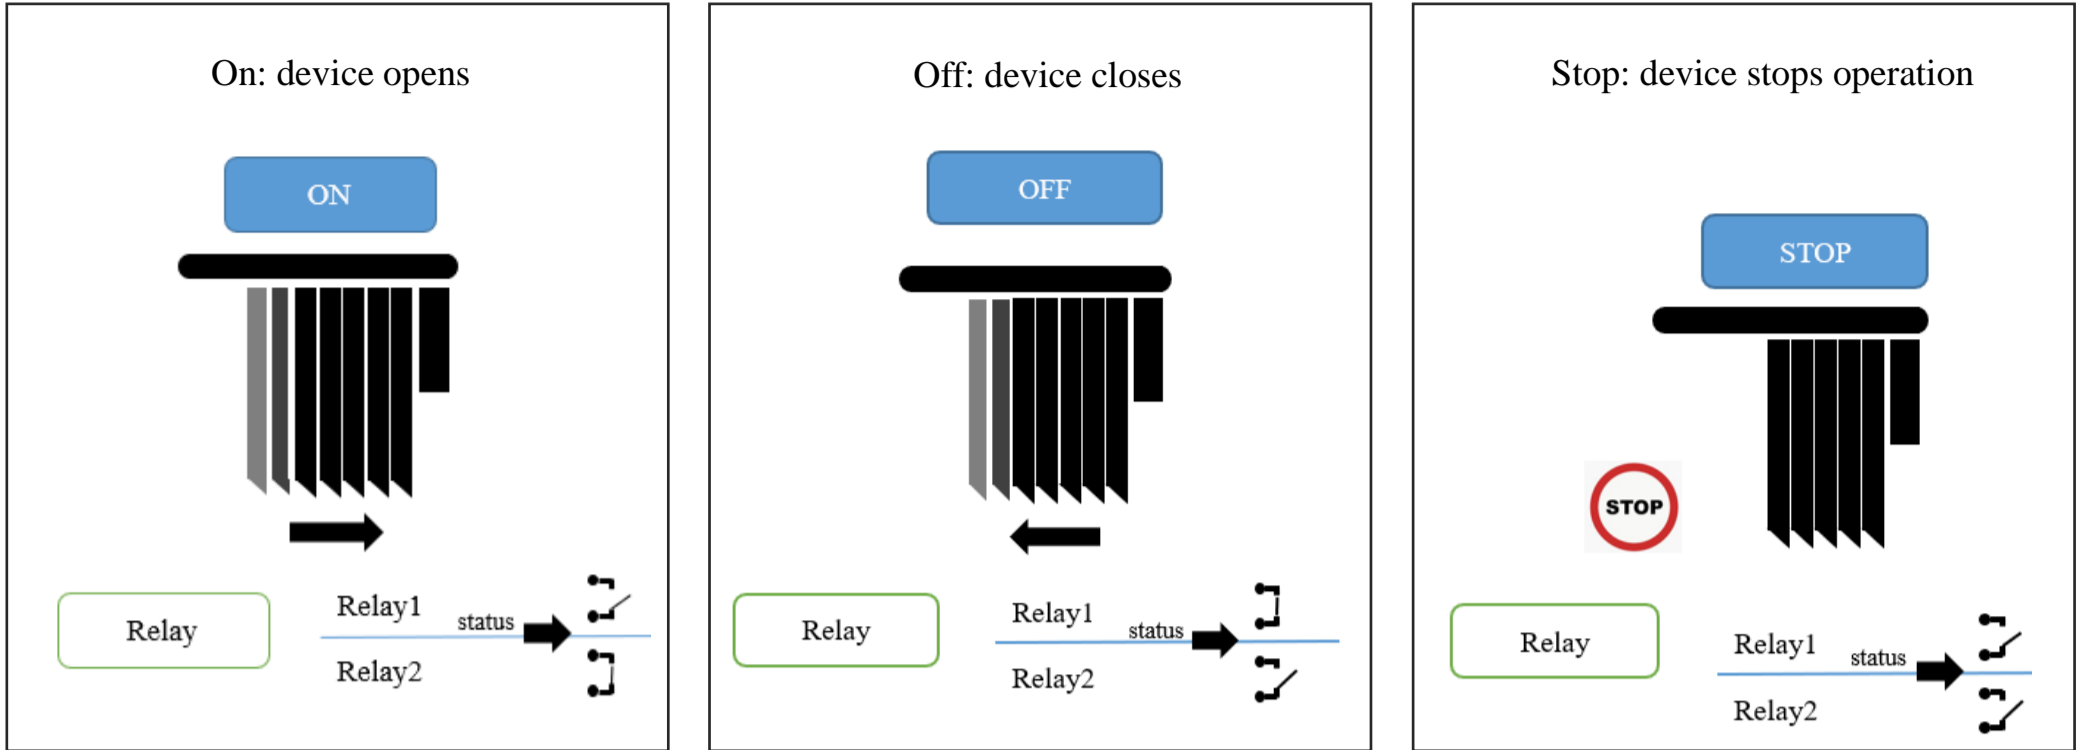 On: device opens
ON
Relay
Relay1
status
Relay2
Off: device closes
OFF
Relay
Relay1
status
Relay2
Stop: device stops operation
STOP
STOP
Relay
Relay1
status
Relay2